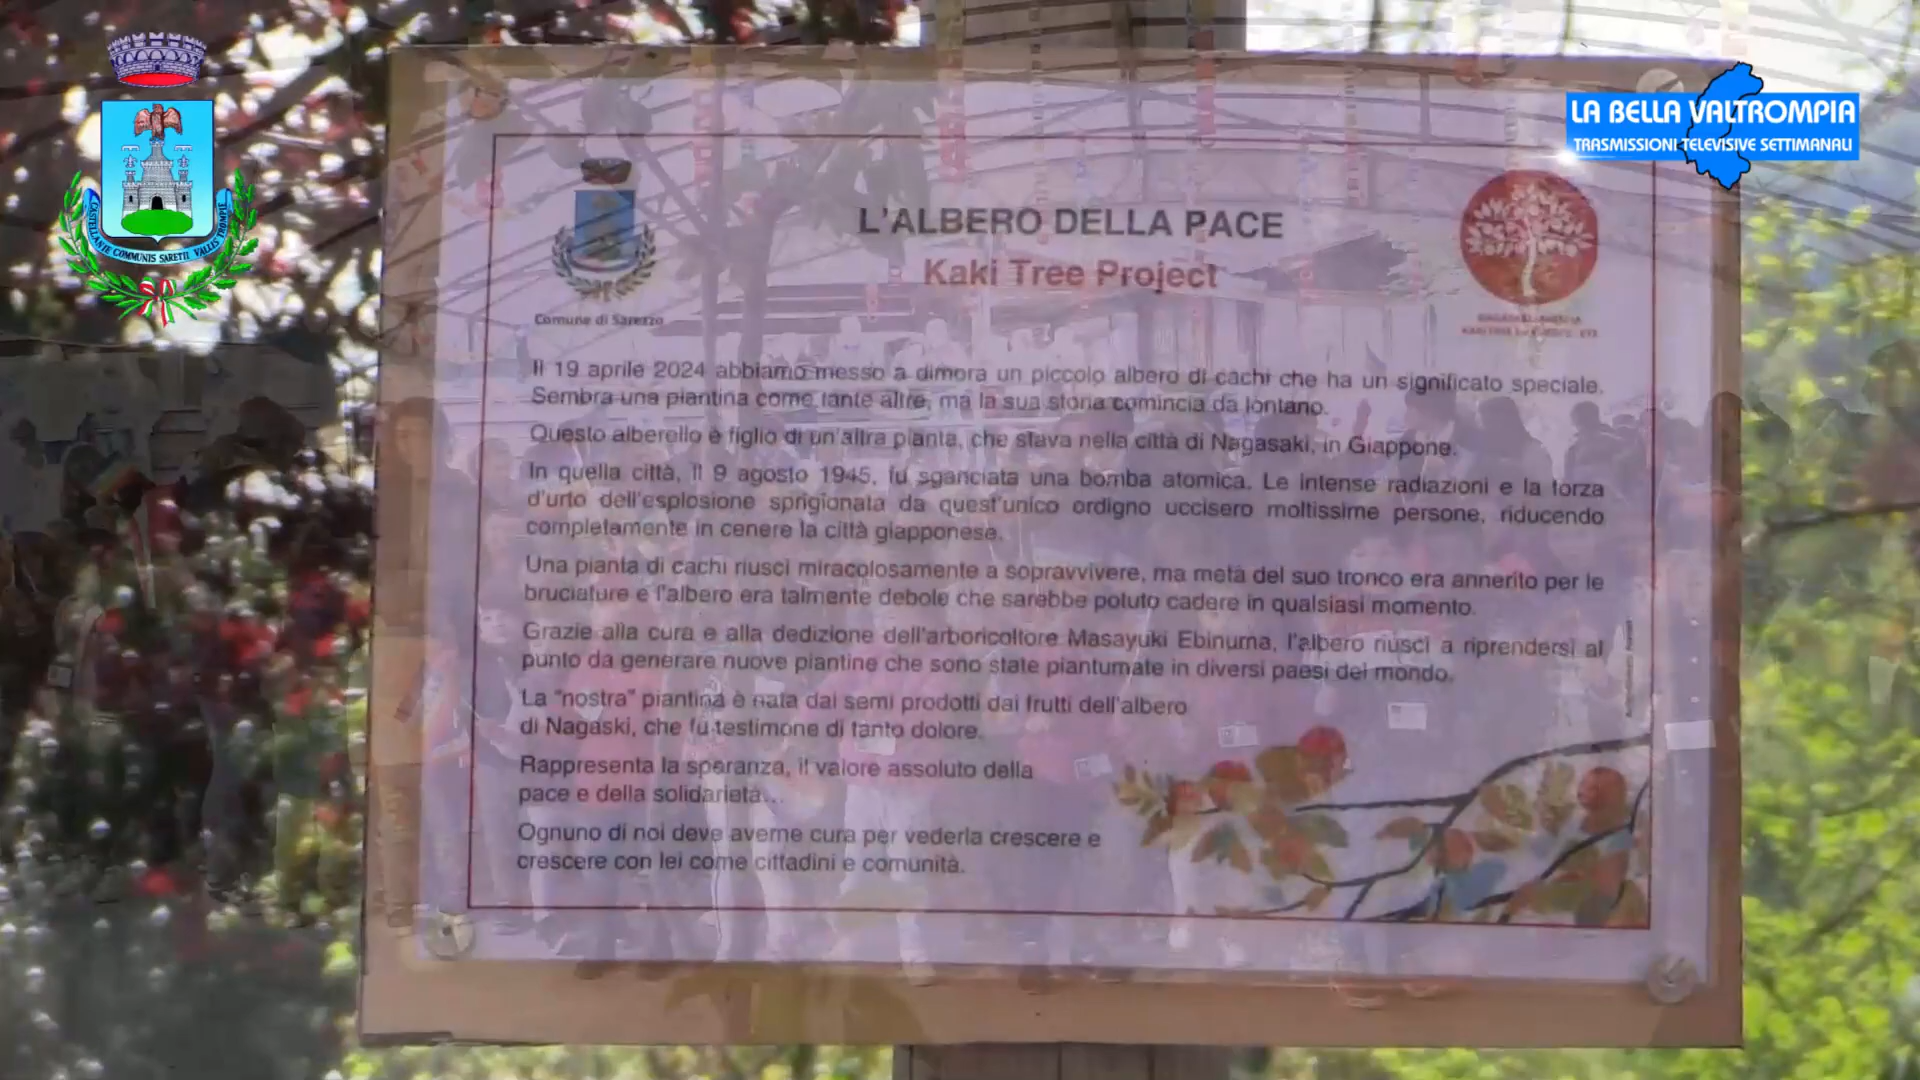 LA BELLA VALTROMPIA
TRASMISSIONI TELEVISIVE SETTIMANALI
CASTELLANTE COMMUNIS SARETII VALLIS TROMPIE
L'ALBERO DELLA PACE
Kaki Tree Project
Comune di Sarezzo
Il 19 aprile 2024 abbiamo messo a dimora un piccolo albero di cachi che ha un significato speciale.
Sembra una piantina come tante altre, ma la sua storia comincia da lontano.
Questo alberello è figlio di un'altra pianta, che stava nella città di Nagasaki, in Giappone.
In quella città, il 9 agosto 1945, fu sganciata una bomba atomica. Le intense radiazioni e la forza
d'urto dell'esplosione sprigionata da quest'unico ordigno uccisero moltissime persone, riducendo
completamente in cenere la città giapponese.
Una pianta di cachi riuscì miracolosamente a sopravvivere, ma metà del suo tronco era annerito per le
bruciature e l'albero era talmente debole che sarebbe potuto cadere in qualsiasi momento.
Grazie alla cura e alla dedizione dell'arboricoltore Masayuki Ebinuma, l'albero riuscì a riprendersi al
punto da generare nuove piantine che sono state piantumate in diversi paesi del mondo.
La "nostra" piantina è nata dai semi prodotti dai frutti dell'albero
di Nagaski, che fu testimone di tanto dolore.
Rappresenta la speranza, il valore assoluto della
pace e della solidarietà...
Ognuno di noi deve averne cura per vederla crescere e
crescere con lei come cittadini e comunità.